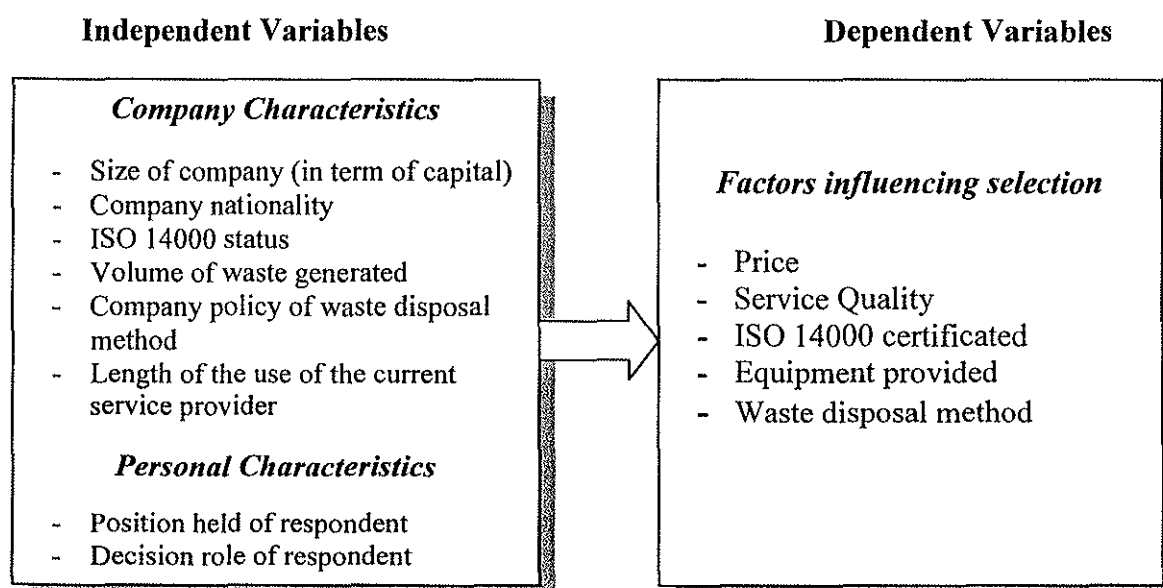 Independent Variables
Company Characteristics
- Size of company (in term of capital)
- Company nationality
- ISO 14000 status
- Volume of waste generated
- Company policy of waste disposal
method
- Length of the use of the current
service provider
Personal Characteristics
- Position held of respondent
- Decision role of respondent
Dependent Variables
Factors influencing selection
- Price
- Service Quality
- ISO 14000 certificated
- Equipment provided
- Waste disposal method